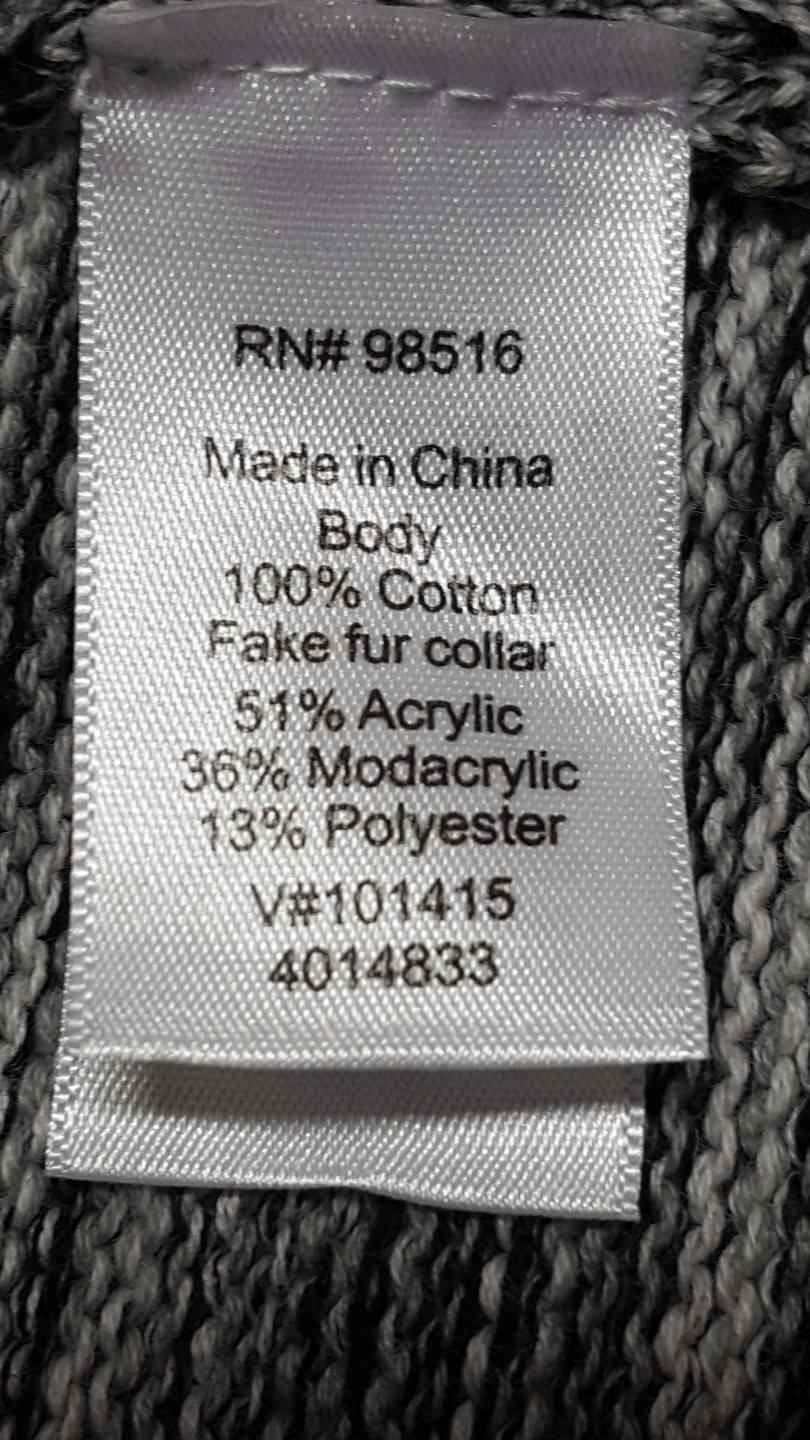 RN# 98516
Made in China
Body
100% Cotton
Fake fur collar
51% Acrylic
36% Modacrylic
13% Polyester
V#101415
4014833